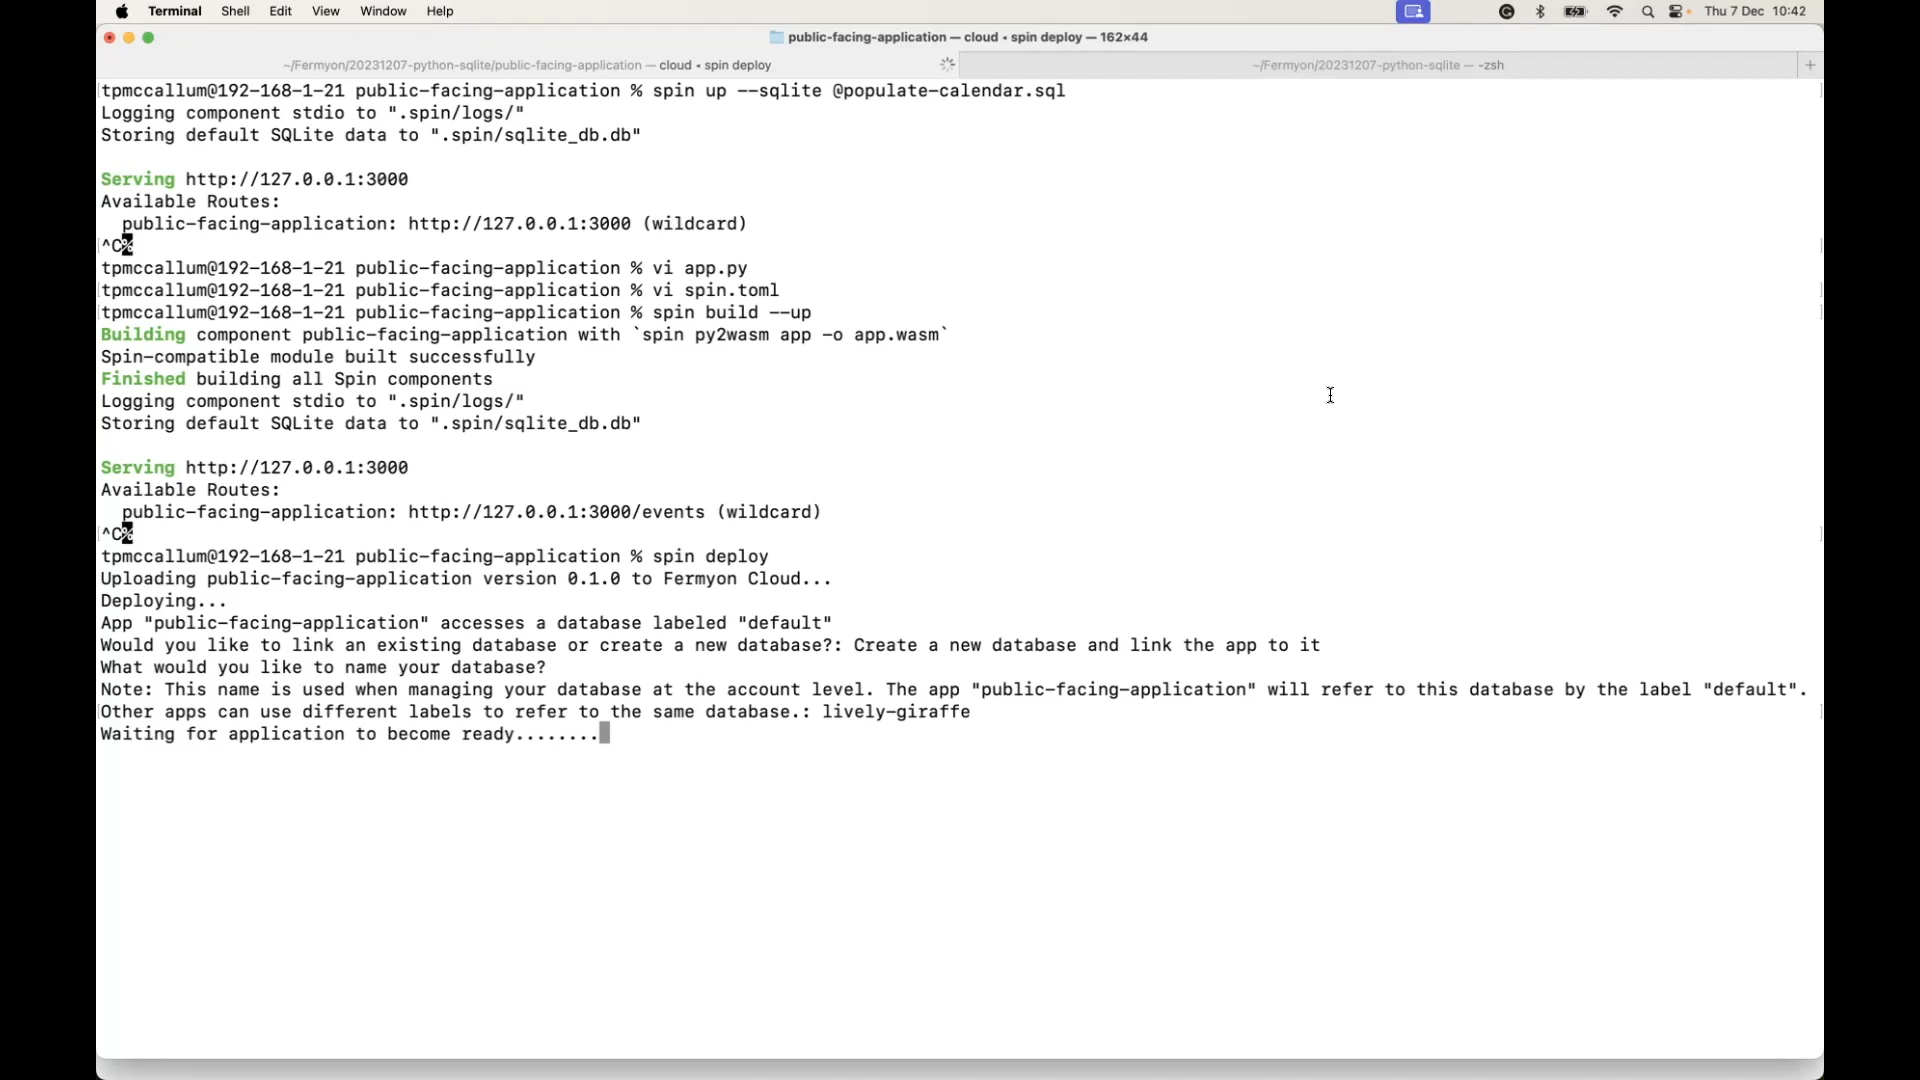 Terminal Shell Edit View Window Help Thu 7 Dec 10:42
public-facing-application — cloud • spin deploy — 162×44
~/Fermyon/20231207-python-sqlite/public-facing-application — cloud • spin deploy
~/Fermyon/20231207-python-sqlite — -zsh
tpmccallum@192-168-1-21 public-facing-application % spin up --sqlite @populate-calendar.sql
Logging component stdio to ".spin/logs/"
Storing default SQLite data to ".spin/sqlite_db.db"
Serving http://127.0.0.1:3000
Available Routes:
public-facing-application: http://127.0.0.1:3000 (wildcard)
^C%
tpmccallum@192-168-1-21 public-facing-application % vi app.py
tpmccallum@192-168-1-21 public-facing-application % vi spin.toml
tpmccallum@192-168-1-21 public-facing-application % spin build --up
Building component public-facing-application with `spin py2wasm app -o app.wasm`
Spin-compatible module built successfully
Finished building all Spin components
Logging component stdio to ".spin/logs/"
Storing default SQLite data to ".spin/sqlite_db.db"
Serving http://127.0.0.1:3000
Available Routes:
public-facing-application: http://127.0.0.1:3000/events (wildcard)
^C%
tpmccallum@192-168-1-21 public-facing-application % spin deploy
Uploading public-facing-application version 0.1.0 to Fermyon Cloud...
Deploying...
App "public-facing-application" accesses a database labeled "default"
Would you like to link an existing database or create a new database?: Create a new database and link the app to it
What would you like to name your database?
Note: This name is used when managing your database at the account level. The app "public-facing-application" will refer to this database by the label "default".
Other apps can use different labels to refer to the same database.: lively-giraffe
Waiting for application to become ready........